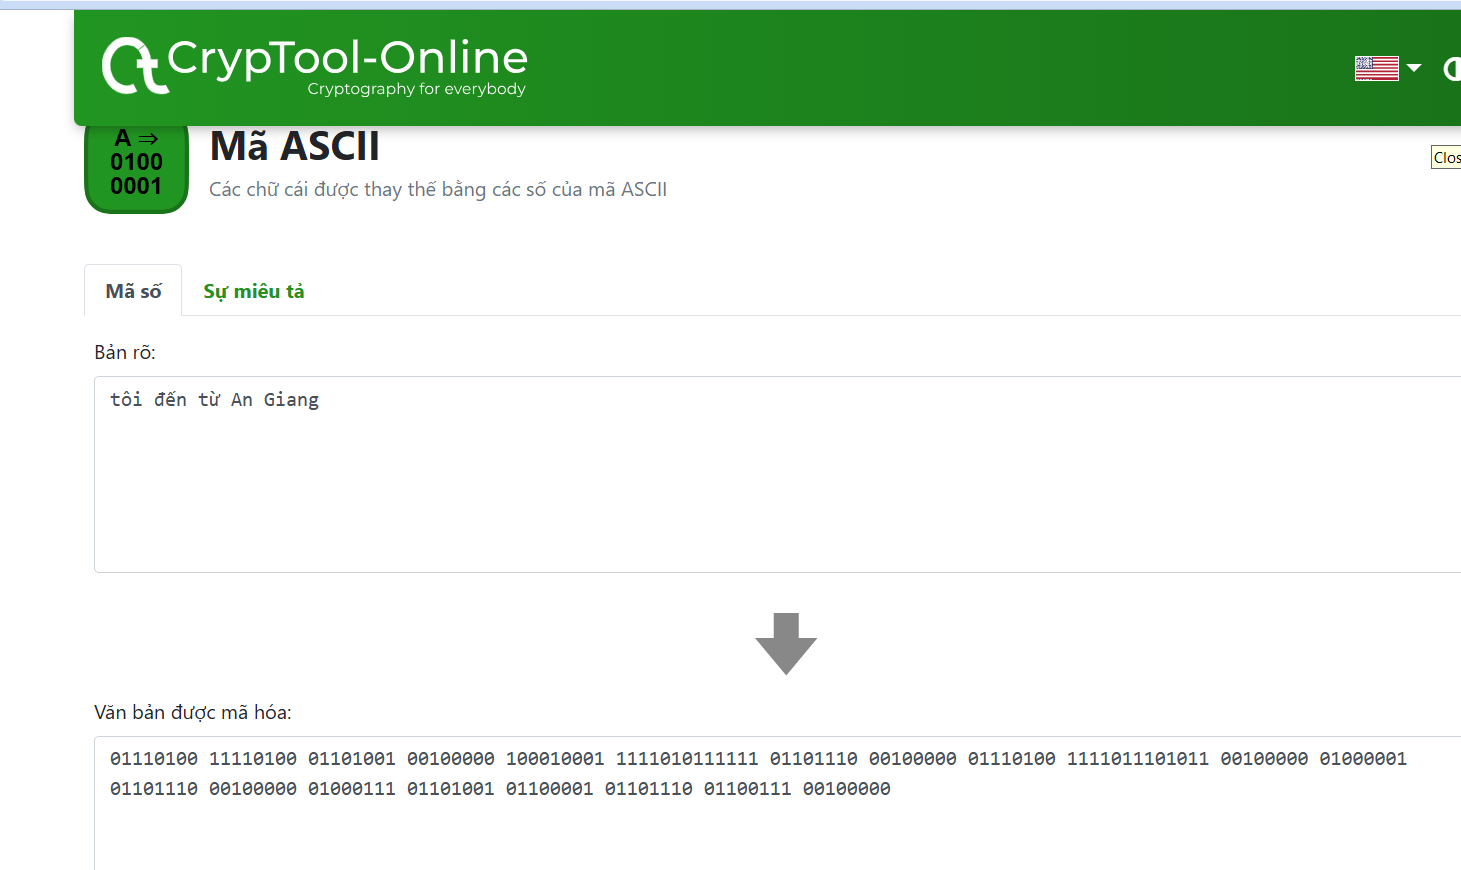 CrypTool-Online
Cryptography for everybody
A ⇒
0100
0001
Mã ASCII
Các chữ cái được thay thế bằng các số của mã ASCII
Clos
Mã số
Sự miêu tả
Bản rõ:
tôi đến từ An Giang
Văn bản được mã hóa:
01110100 11110100 01101001 00100000 100010001 1111010111111 01101110 00100000 01110100 1111011101011 00100000 01000001
01101110 00100000 01000111 01101001 01100001 01101110 01100111 00100000